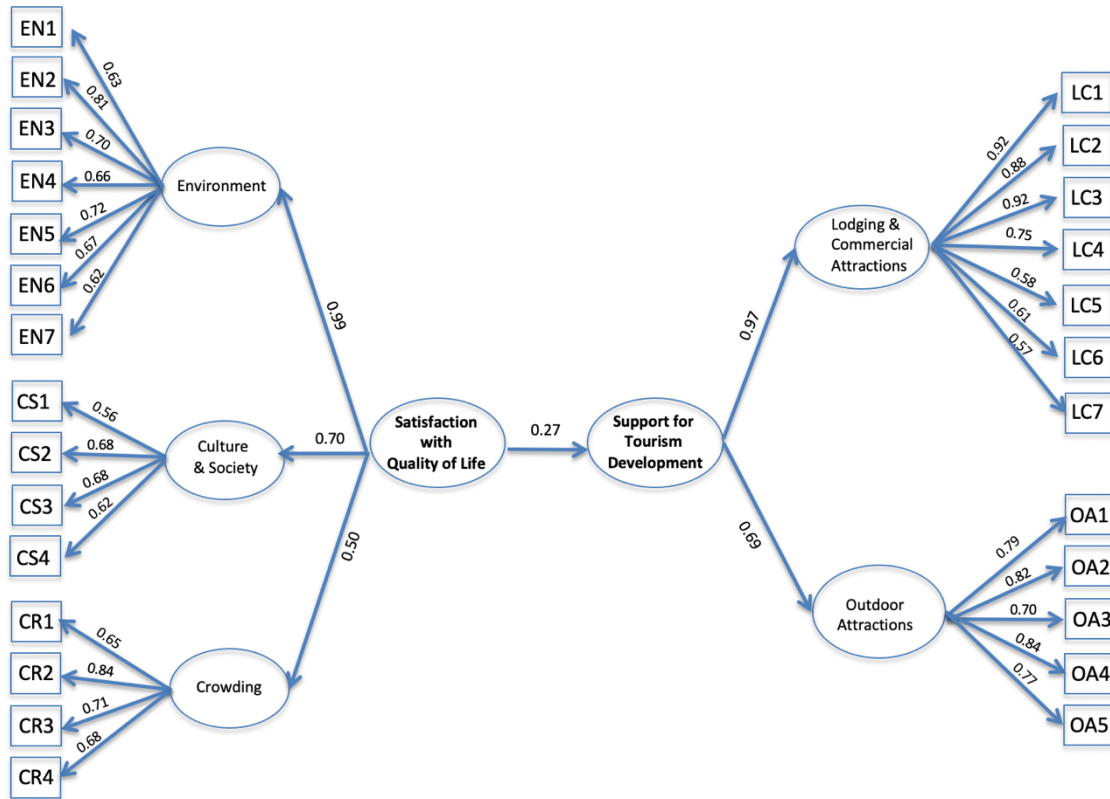 EN1
EN2
EN3
EN4
EN5
EN6
EN7
0.63
0.81
0.70
0.66
0.72
0.67
0.62
Environment
0.99
CS1
CS2
CS3
CS4
0.56
0.68
0.68
0.62
Culture
& Society
0.70
CR1
CR2
CR3
CR4
0.65
0.84
0.71
0.68
Crowding
0.50
Satisfaction
with
Quality of Life
0.27
Support for
Tourism
Development
0.97
Lodging &
Commercial
Attractions
0.92
0.88
0.92
0.75
0.58
0.61
0.57
LC1
LC2
LC3
LC4
LC5
LC6
LC7
0.69
Outdoor
Attractions
0.79
0.82
0.70
0.84
0.77
OA1
OA2
OA3
OA4
OA5